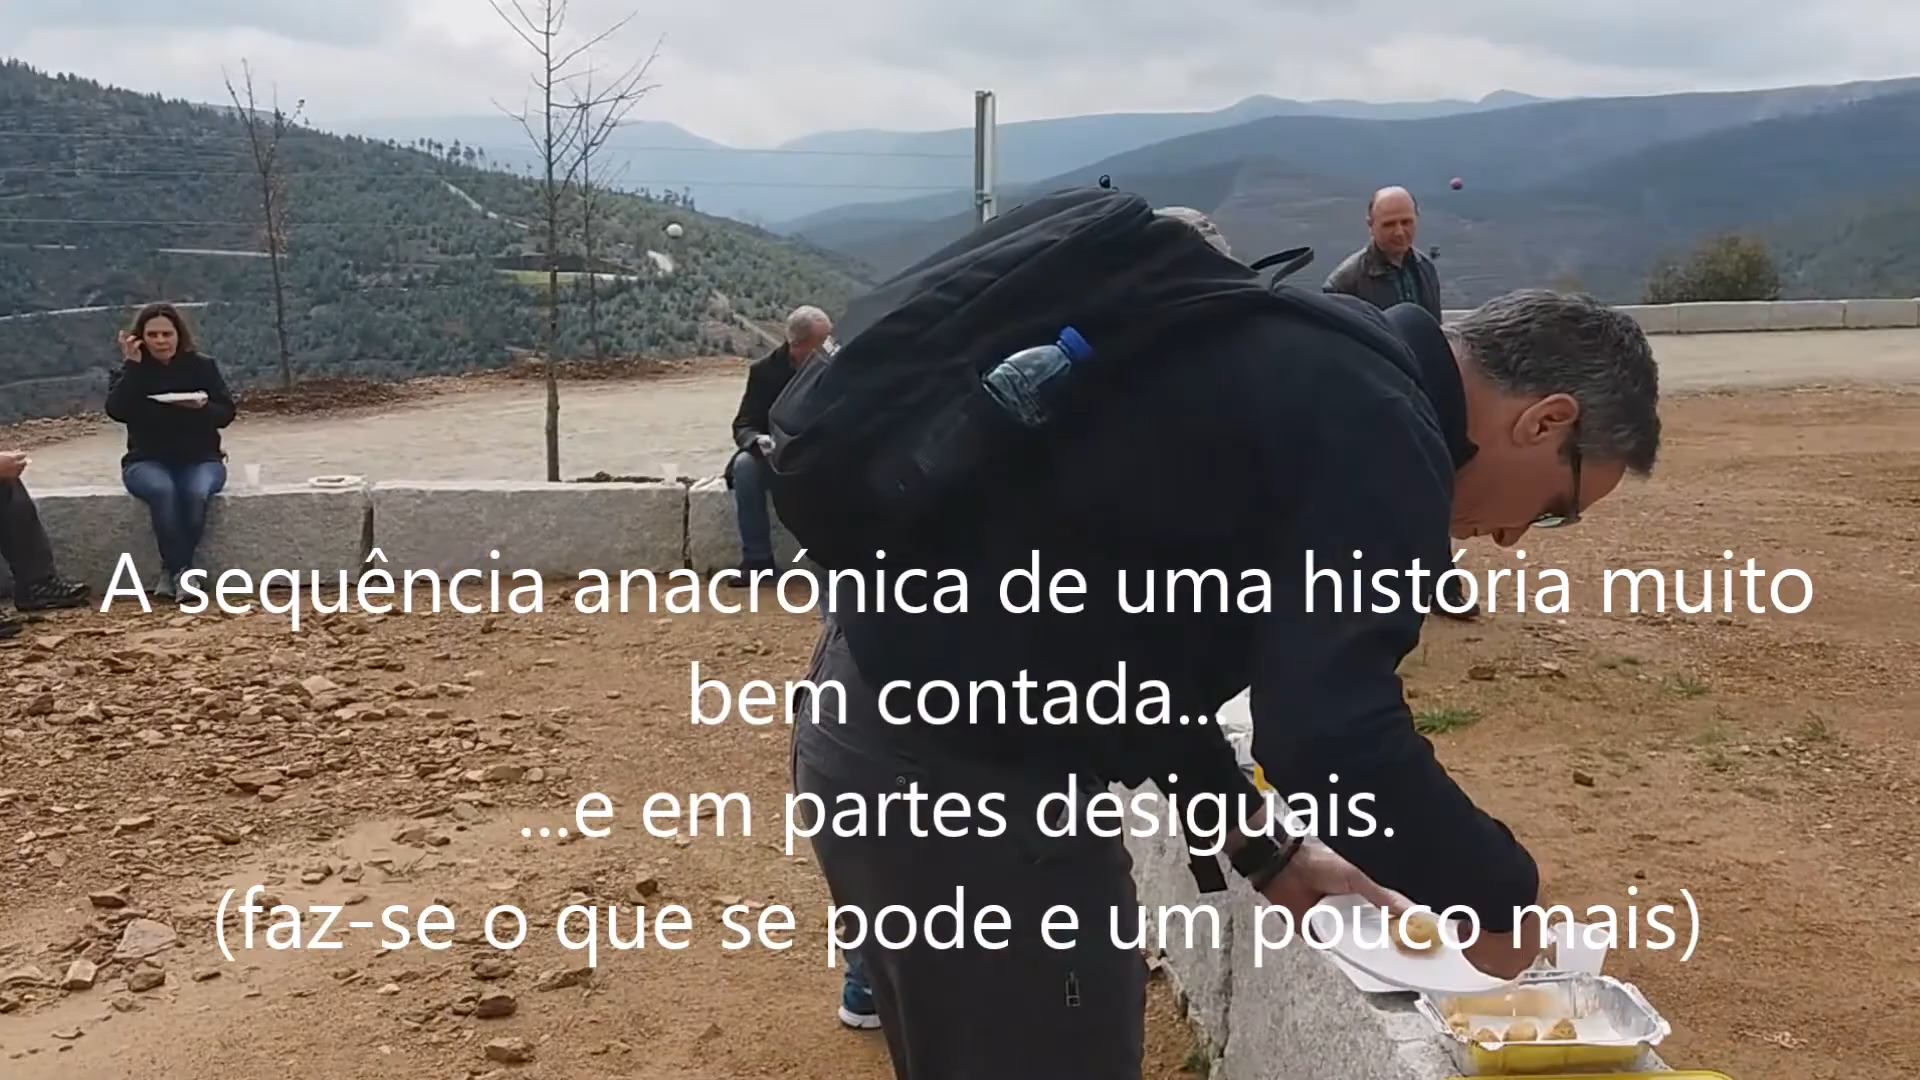 A sequência anacrónica de uma história muito
bem contada...
...e em partes desiguais.
(faz-se o que se pode e um pouco mais)